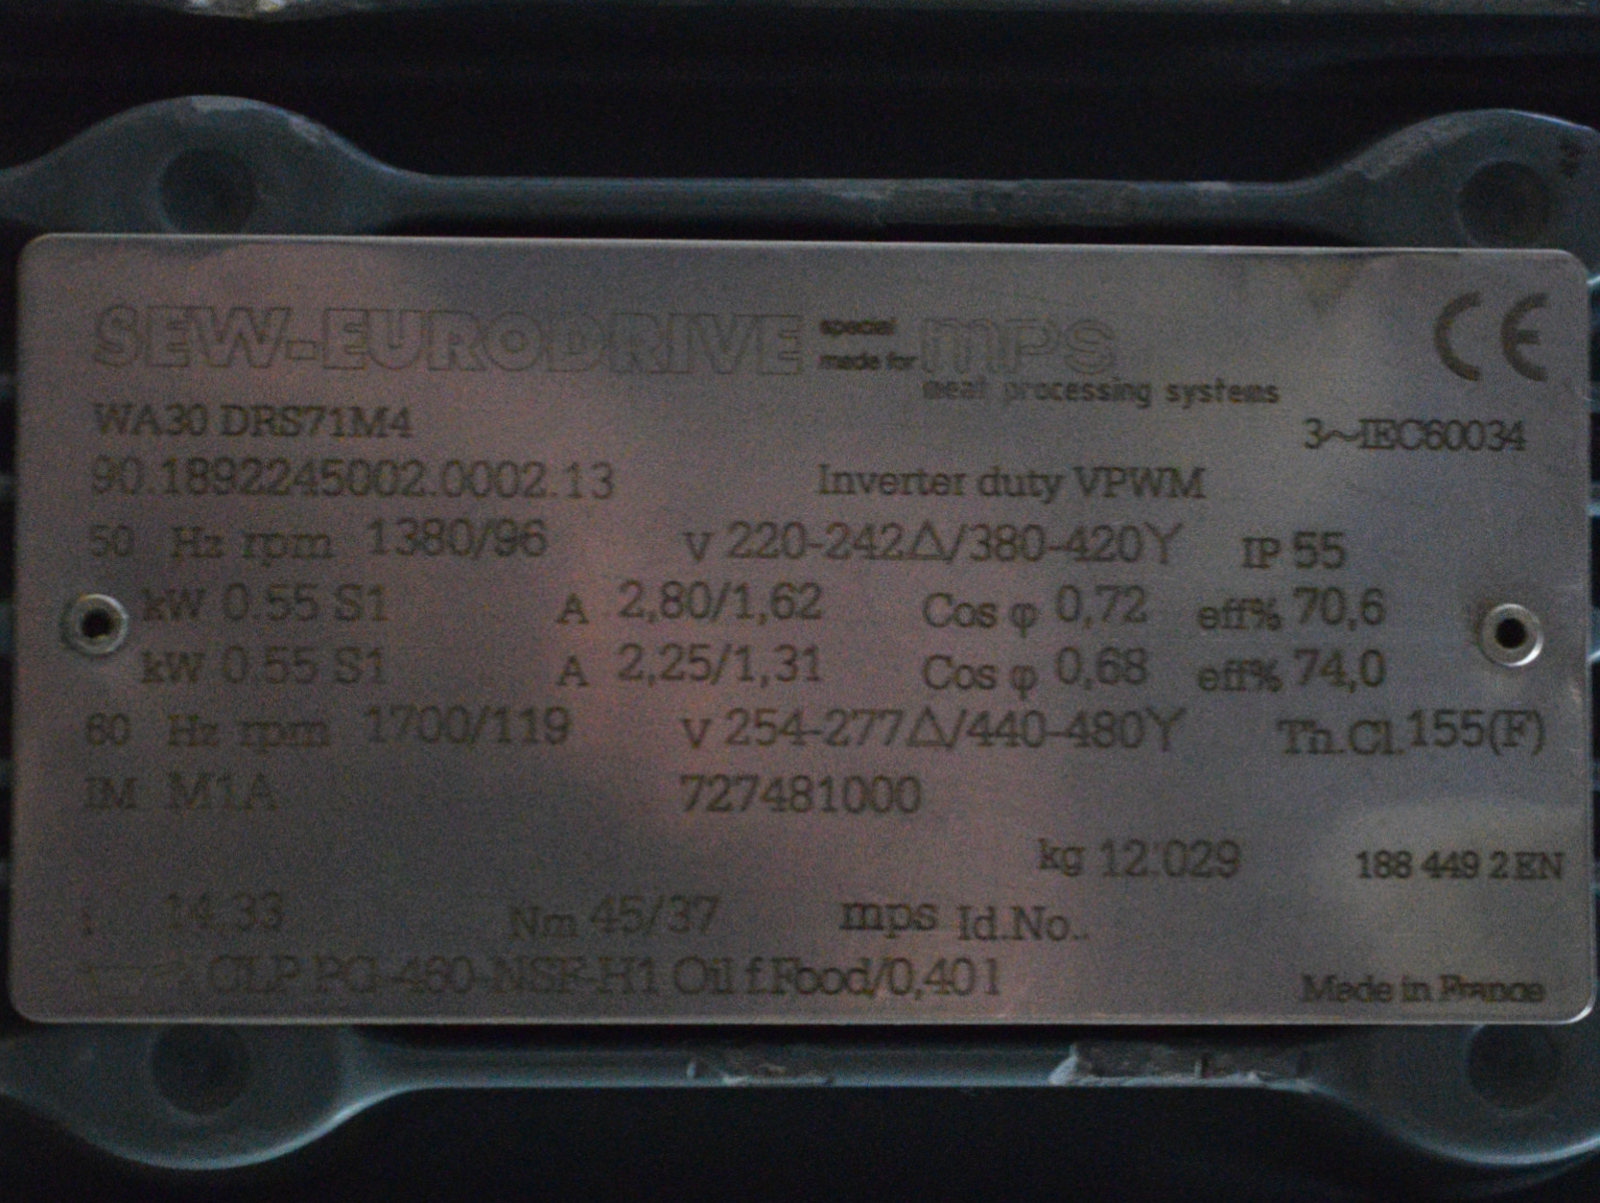 SEW-EURODRIVE special made for mps
meat processing systems
CE
WA30 DRS71M4 3~IEC60034
90.1892245002.0002.13 Inverter duty VPWM
50 Hz rpm 1380/96 V 220-242Δ/380-420Y IP 55
kW 0.55 S1 A 2,80/1,62 Cos φ 0,72 eff% 70,6
kW 0.55 S1 A 2,25/1,31 Cos φ 0,68 eff% 74,0
60 Hz rpm 1700/119 V 254-277Δ/440-480Y Th.Cl. 155(F)
IM M1A 727481000
kg 12.029 188 449 2 EN
i 14.33 Nm 45/37 mps Id.No..
CLP PG-460-NSF-H1 Oil f.Food/0,40 l Made in France